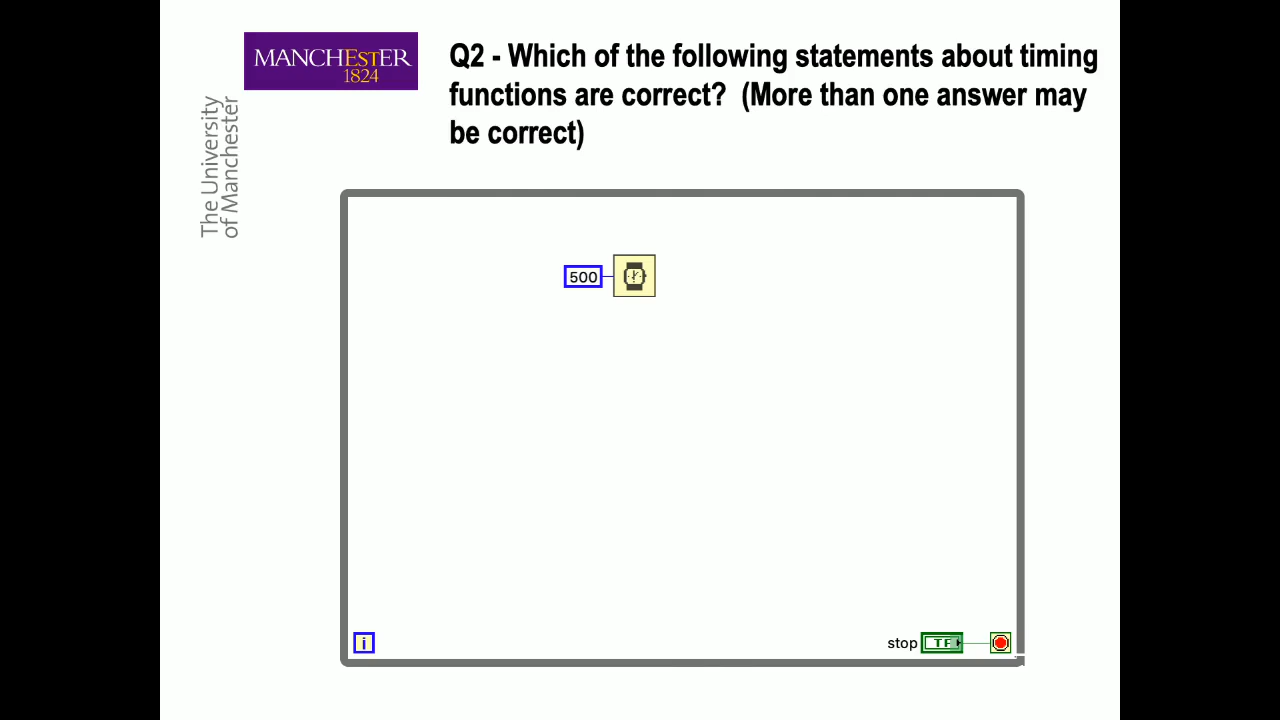 MANCHESTER
1824
The University
of Manchester
Q2 - Which of the following statements about timing
functions are correct?  (More than one answer may
be correct)
500
i
stop
TF